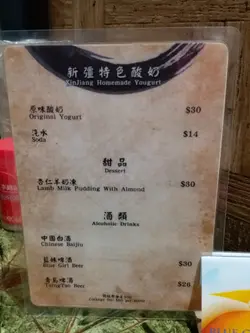 新疆特色酸奶
XinJiang Homemade Yougurt
原味酸奶 $30
Original Yogurt
汽水 $14
Soda
甜品
Dessert
杏仁羊奶凍 $30
Lamb Milk Pudding With Almond
酒類
Alcoholic Drinks
中國白酒
Chinese Baijiu
藍妹啤酒 $30
Blue Girl Beer
青島啤酒 $26
TsingTao Beer